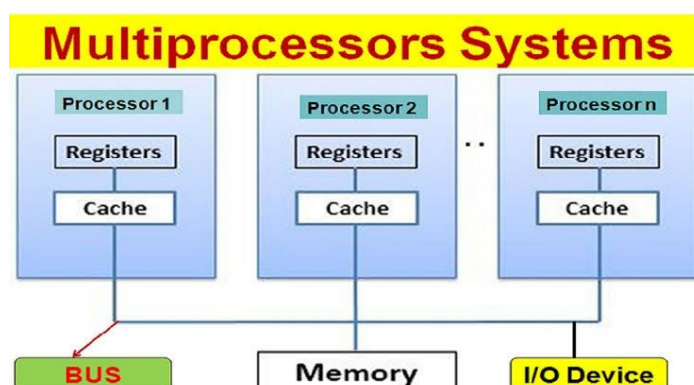 Multiprocessors Systems
Processor 1
Processor 2
Processor n
Registers
Registers
..
Registers
Cache
Cache
Cache
BUS
Memory
I/O Device